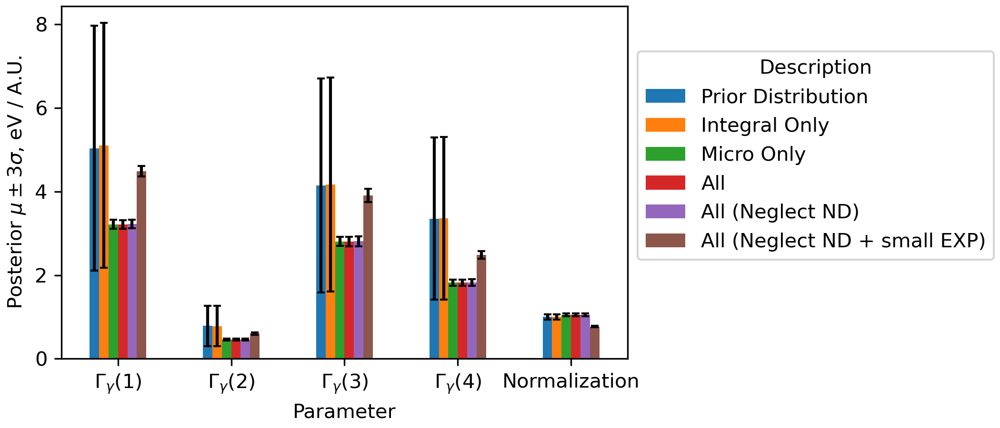 Posterior μ ± 3σ, eV / A.U.
8
6
4
2
0
Γγ(1)
Γγ(2)
Γγ(3)
Γγ(4)
Normalization
Parameter
Description
Prior Distribution
Integral Only
Micro Only
All
All (Neglect ND)
All (Neglect ND + small EXP)